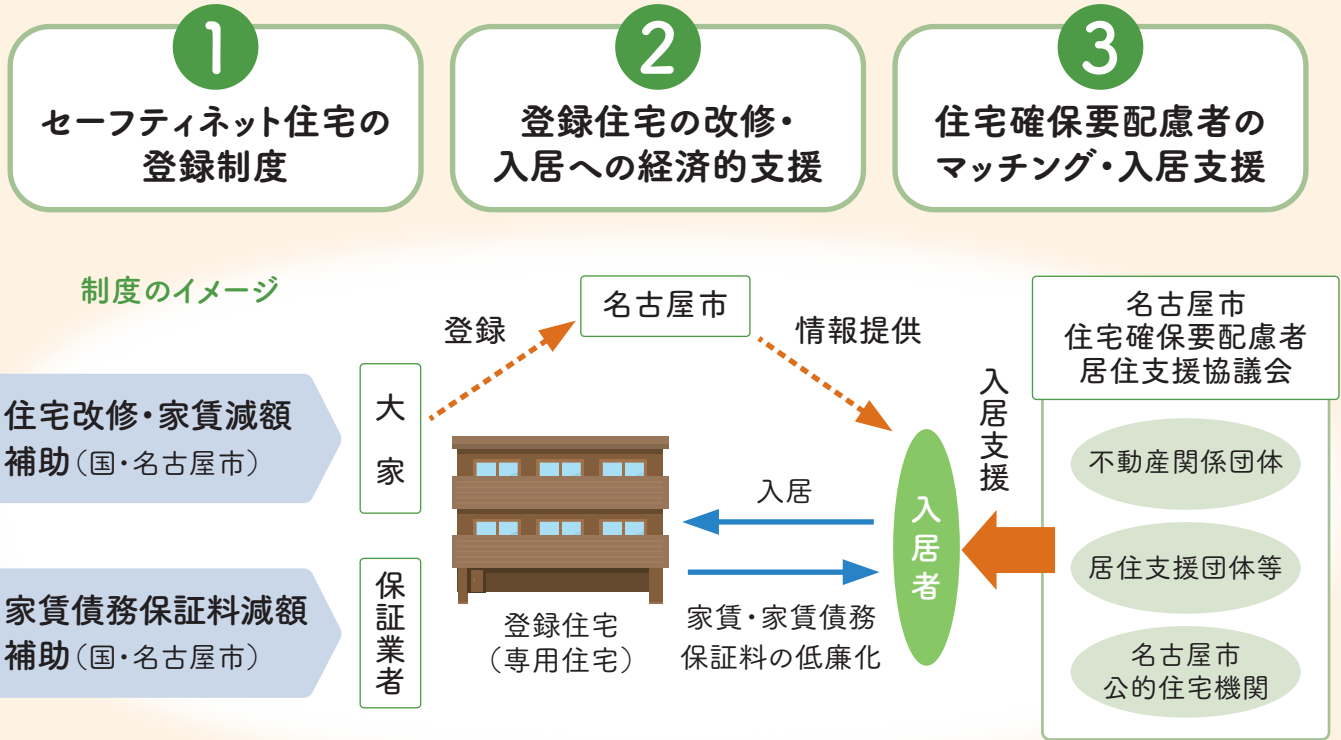 1
セーフティネット住宅の
登録制度
2
登録住宅の改修・
入居への経済的支援
3
住宅確保要配慮者の
マッチング・入居支援
制度のイメージ
登録
名古屋市
情報提供
名古屋市
住宅確保要配慮者
居住支援協議会
住宅改修・家賃減額
補助(国・名古屋市)
大家
入居
入居者
入居支援
不動産関係団体
居住支援団体等
名古屋市
公的住宅機関
家賃債務保証料減額
補助(国・名古屋市)
保証業者
登録住宅
(専用住宅)
家賃・家賃債務
保証料の低廉化